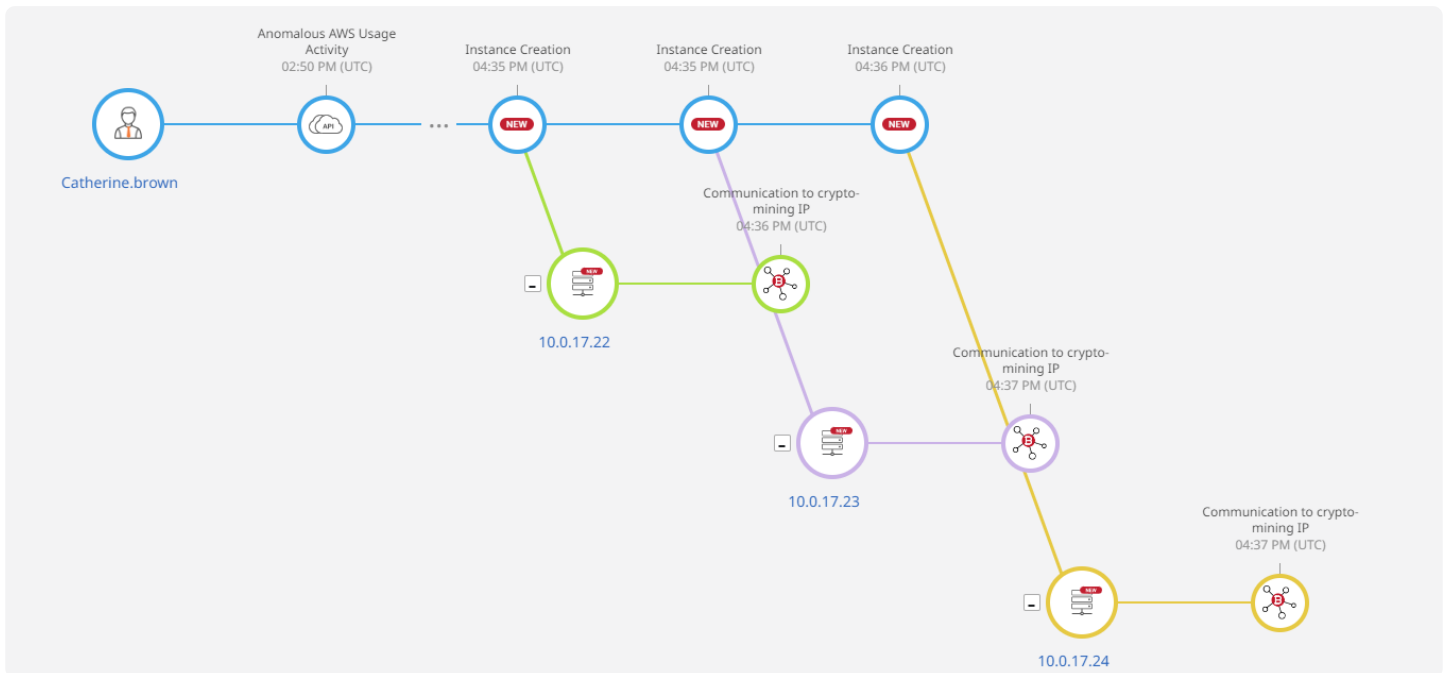 Anomalous AWS Usage
Activity
02:50 PM (UTC)
Instance Creation
04:35 PM (UTC)
Instance Creation
04:35 PM (UTC)
Instance Creation
04:36 PM (UTC)
API
...
NEW
NEW
NEW
Catherine.brown
Communication to crypto-
mining IP
04:36 PM (UTC)
NEW
B
10.0.17.22
Communication to crypto-
mining IP
04:37 PM (UTC)
NEW
B
10.0.17.23
Communication to crypto-
mining IP
04:37 PM (UTC)
NEW
B
10.0.17.24